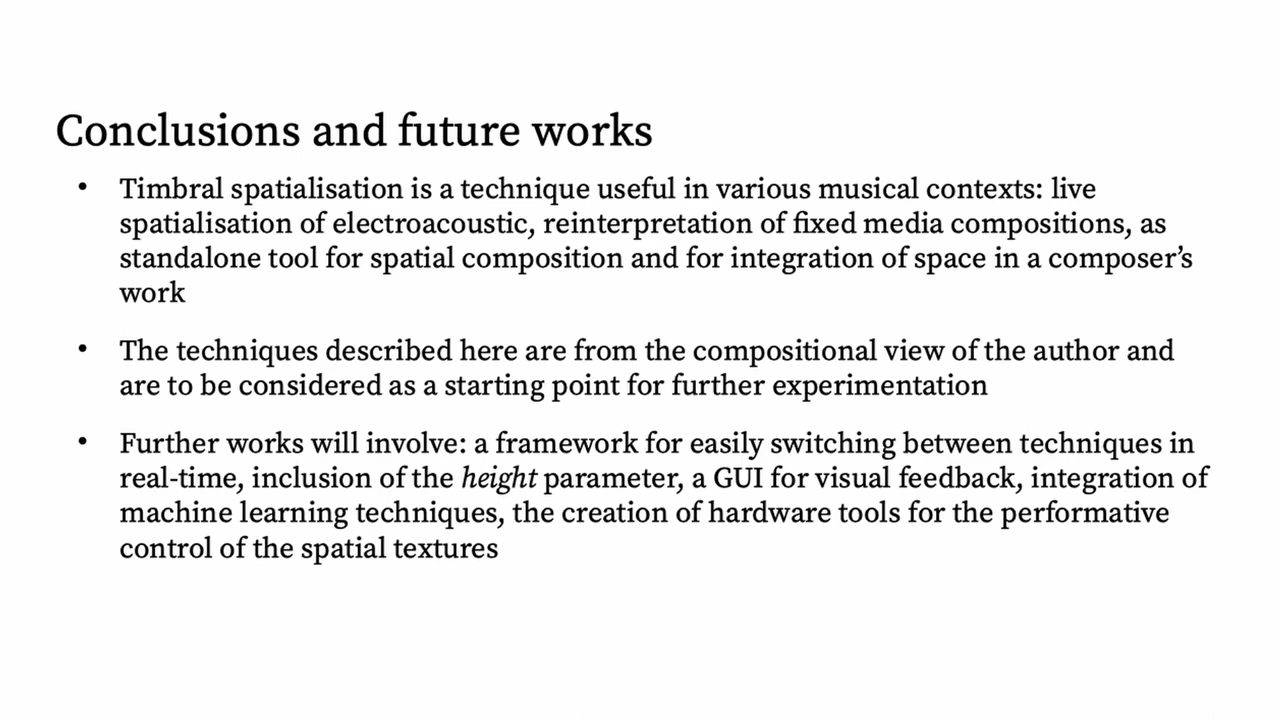 Conclusions and future works
• Timbral spatialisation is a technique useful in various musical contexts: live
spatialisation of electroacoustic, reinterpretation of fixed media compositions, as
standalone tool for spatial composition and for integration of space in a composer’s
work
• The techniques described here are from the compositional view of the author and
are to be considered as a starting point for further experimentation
• Further works will involve: a framework for easily switching between techniques in
real-time, inclusion of the height parameter, a GUI for visual feedback, integration of
machine learning techniques, the creation of hardware tools for the performative
control of the spatial textures